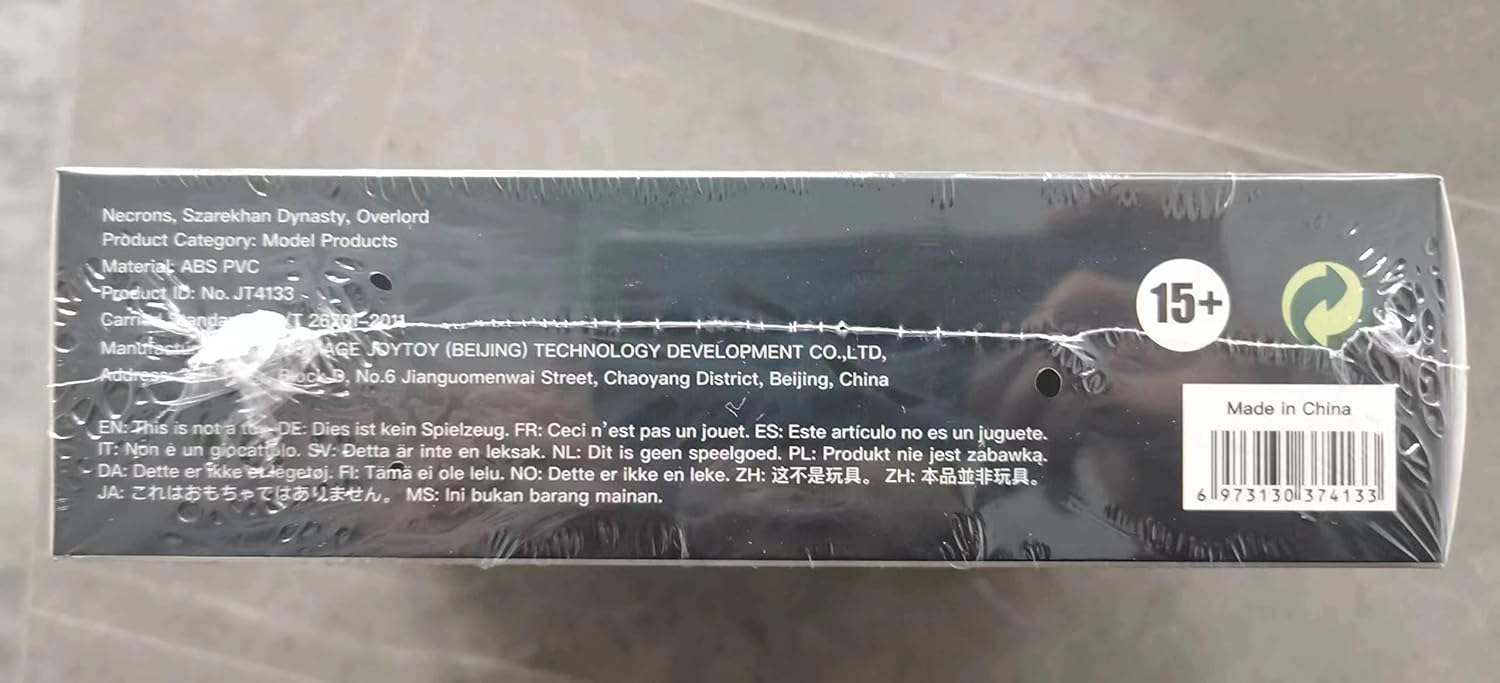 Necrons, Szarekhan Dynasty, Overlord
Product Category: Model Products
Material: ABS PVC
Product ID: No. JT4133
26701-2011
JOYTOY (BEIJING) TECHNOLOGY DEVELOPMENT CO.,LTD,
No.6 Jianguomenwai Street, Chaoyang District, Beijing, China
EN: This is not a DE: Dies ist kein Spielzeug. FR: Ceci n'est pas un jouet. ES: Este artículo no es un juguete.
IT: Non è un giocattolo. SV: Detta är inte en leksak. NL: Dit is geen speelgoed. PL: Produkt nie jest zabawką.
DA: Dette er ikke et legetøj. FI: Tämä ei ole lelu. NO: Dette er ikke en leke. ZH: 这不是玩具。 ZH: 本品並非玩具。
JA: これはおもちゃではありません。 MS: Ini bukan barang mainan.
15+
Made in China
6 973130 374133